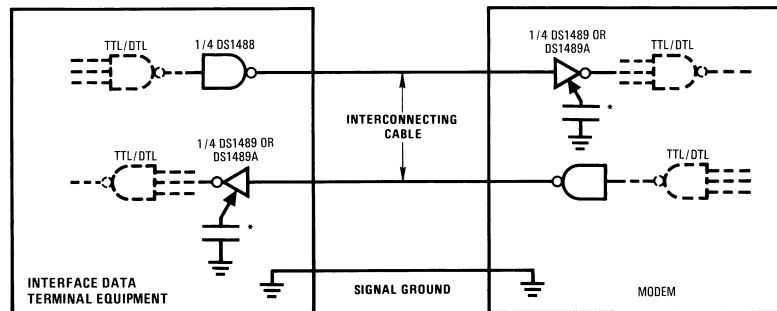 TTL/DTL
1/4 DS1488
1/4 DS1489 OR
DS1489A
TTL/DTL
*
INTERCONNECTING
CABLE
1/4 DS1489 OR
DS1489A
TTL/DTL
TTL/DTL
*
INTERFACE DATA
TERMINAL EQUIPMENT
SIGNAL GROUND
MODEM